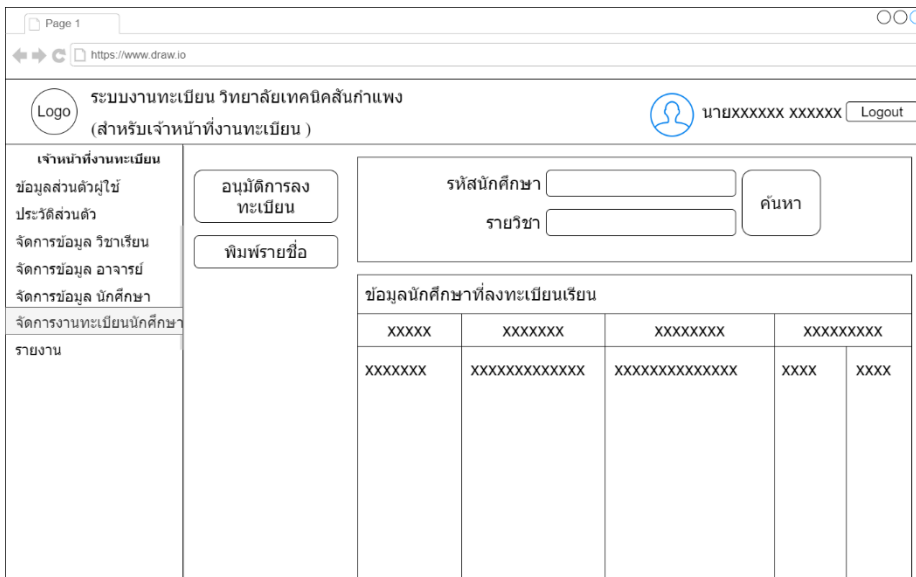 Page 1
https://www.draw.io
Logo
ระบบงานทะเบียน วิทยาลัยเทคนิคสันกำแพง
(สำหรับเจ้าหน้าที่งานทะเบียน )
นายxxxxxx xxxxxx
Logout
เจ้าหน้าที่งานทะเบียน
ข้อมูลส่วนตัวผู้ใช้
ประวัติส่วนตัว
จัดการข้อมูล วิชาเรียน
จัดการข้อมูล อาจารย์
จัดการข้อมูล นักศึกษา
จัดการงานทะเบียนนักศึกษา
รายงาน
อนุมัติการลง
ทะเบียน
พิมพ์รายชื่อ
รหัสนักศึกษา
รายวิชา
ค้นหา
ข้อมูลนักศึกษาที่ลงทะเบียนเรียน
xxxxx xxxxxxx xxxxxxxx xxxxxxxxx
xxxxxxx xxxxxxxxxxxxx xxxxxxxxxxxxxx xxxx xxxx